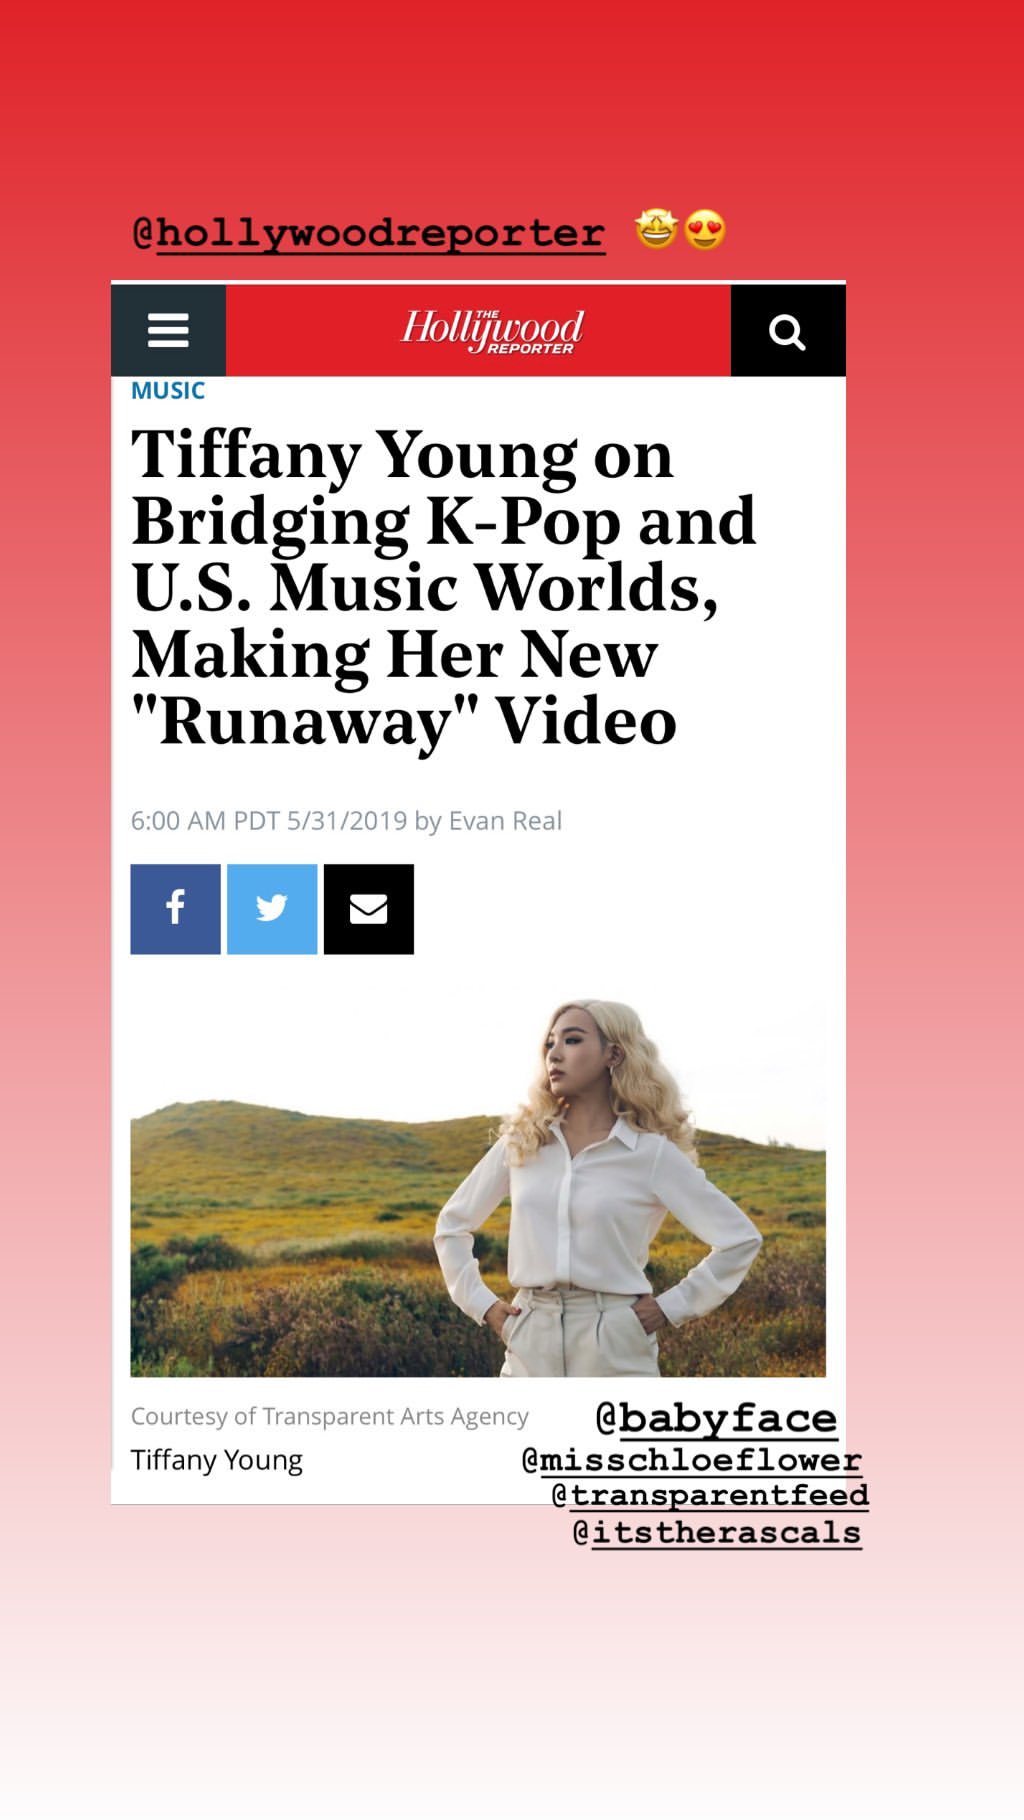 @hollywoodreporter 🤩😍
THE
Hollywood
REPORTER
MUSIC
Tiffany Young on
Bridging K-Pop and
U.S. Music Worlds,
Making Her New
"Runaway" Video
6:00 AM PDT 5/31/2019 by Evan Real
Courtesy of Transparent Arts Agency
Tiffany Young
@babyface
@misschloeflower
@transparentfeed
@itstherascals